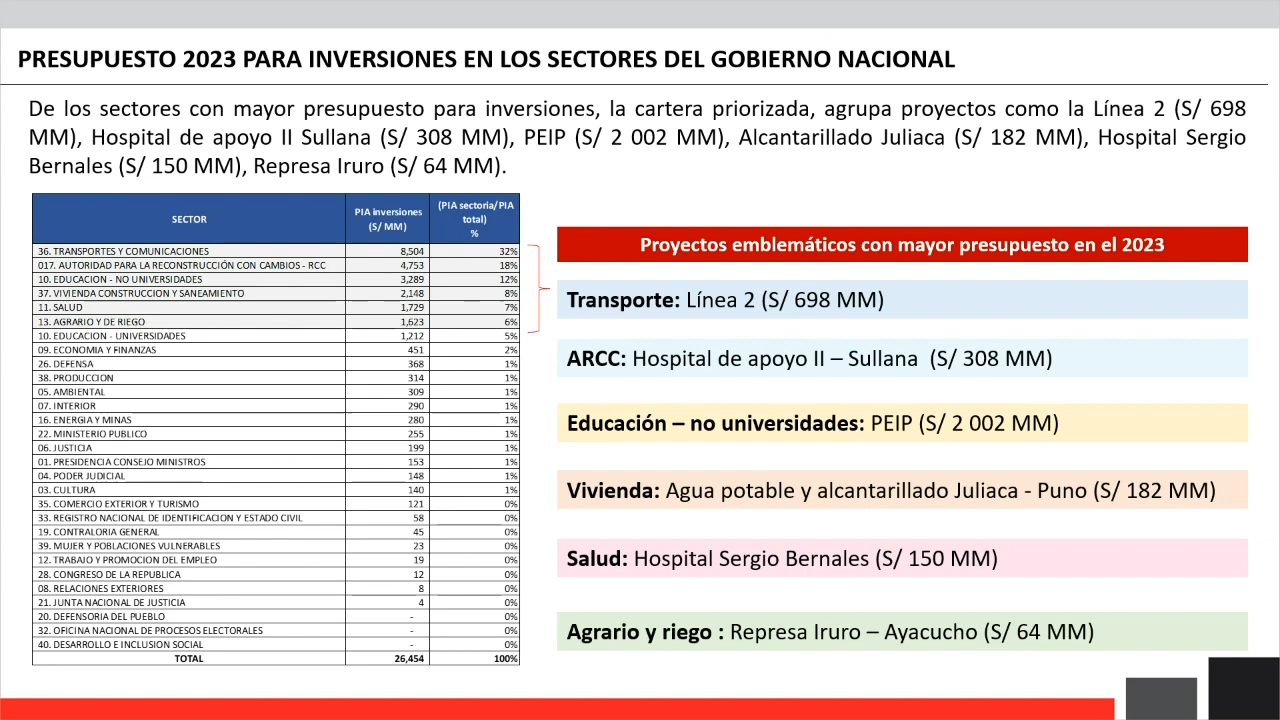 PRESUPUESTO 2023 PARA INVERSIONES EN LOS SECTORES DEL GOBIERNO NACIONAL
De los sectores con mayor presupuesto para inversiones, la cartera priorizada, agrupa proyectos como la Línea 2 (S/ 698
MM), Hospital de apoyo II Sullana (S/ 308 MM), PEIP (S/ 2 002 MM), Alcantarillado Juliaca (S/ 182 MM), Hospital Sergio
Bernales (S/ 150 MM), Represa Iruro (S/ 64 MM).
SECTOR PIA inversiones (S/ MM) (PIA sectoria/PIA total) %
36. TRANSPORTES Y COMUNICACIONES 8,504 32%
017. AUTORIDAD PARA LA RECONSTRUCCIÓN CON CAMBIOS - RCC 4,753 18%
10. EDUCACION - NO UNIVERSIDADES 3,289 12%
37. VIVIENDA CONSTRUCCION Y SANEAMIENTO 2,148 8%
11. SALUD 1,729 7%
13. AGRARIO Y DE RIEGO 1,623 6%
10. EDUCACION - UNIVERSIDADES 1,212 5%
09. ECONOMIA Y FINANZAS 451 2%
26. DEFENSA 368 1%
38. PRODUCCION 314 1%
05. AMBIENTAL 309 1%
07. INTERIOR 290 1%
16. ENERGIA Y MINAS 280 1%
22. MINISTERIO PUBLICO 255 1%
06. JUSTICIA 199 1%
01. PRESIDENCIA CONSEJO MINISTROS 153 1%
04. PODER JUDICIAL 148 1%
03. CULTURA 140 1%
35. COMERCIO EXTERIOR Y TURISMO 121 0%
33. REGISTRO NACIONAL DE IDENTIFICACION Y ESTADO CIVIL 58 0%
19. CONTRALORIA GENERAL 45 0%
39. MUJER Y POBLACIONES VULNERABLES 23 0%
12. TRABAJO Y PROMOCION DEL EMPLEO 19 0%
28. CONGRESO DE LA REPUBLICA 12 0%
08. RELACIONES EXTERIORES 8 0%
21. JUNTA NACIONAL DE JUSTICIA 4 0%
20. DEFENSORIA DEL PUEBLO - 0%
32. OFICINA NACIONAL DE PROCESOS ELECTORALES - 0%
40. DESARROLLO E INCLUSION SOCIAL - 0%
TOTAL 26,454 100%
Proyectos emblemáticos con mayor presupuesto en el 2023
Transporte: Línea 2 (S/ 698 MM)
ARCC: Hospital de apoyo II – Sullana (S/ 308 MM)
Educación – no universidades: PEIP (S/ 2 002 MM)
Vivienda: Agua potable y alcantarillado Juliaca - Puno (S/ 182 MM)
Salud: Hospital Sergio Bernales (S/ 150 MM)
Agrario y riego : Represa Iruro – Ayacucho (S/ 64 MM)